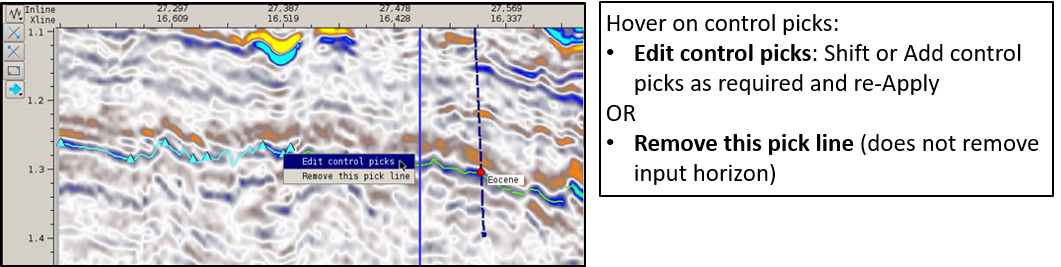 Inline 27,297 27,387 27,478 27,569
Xline 16,609 16,519 16,428 16,337
1.1
1.2
1.3
1.4
Edit control picks
Remove this pick line
Eocene
Hover on control picks:
• Edit control picks: Shift or Add control
picks as required and re-Apply
OR
• Remove this pick line (does not remove
input horizon)